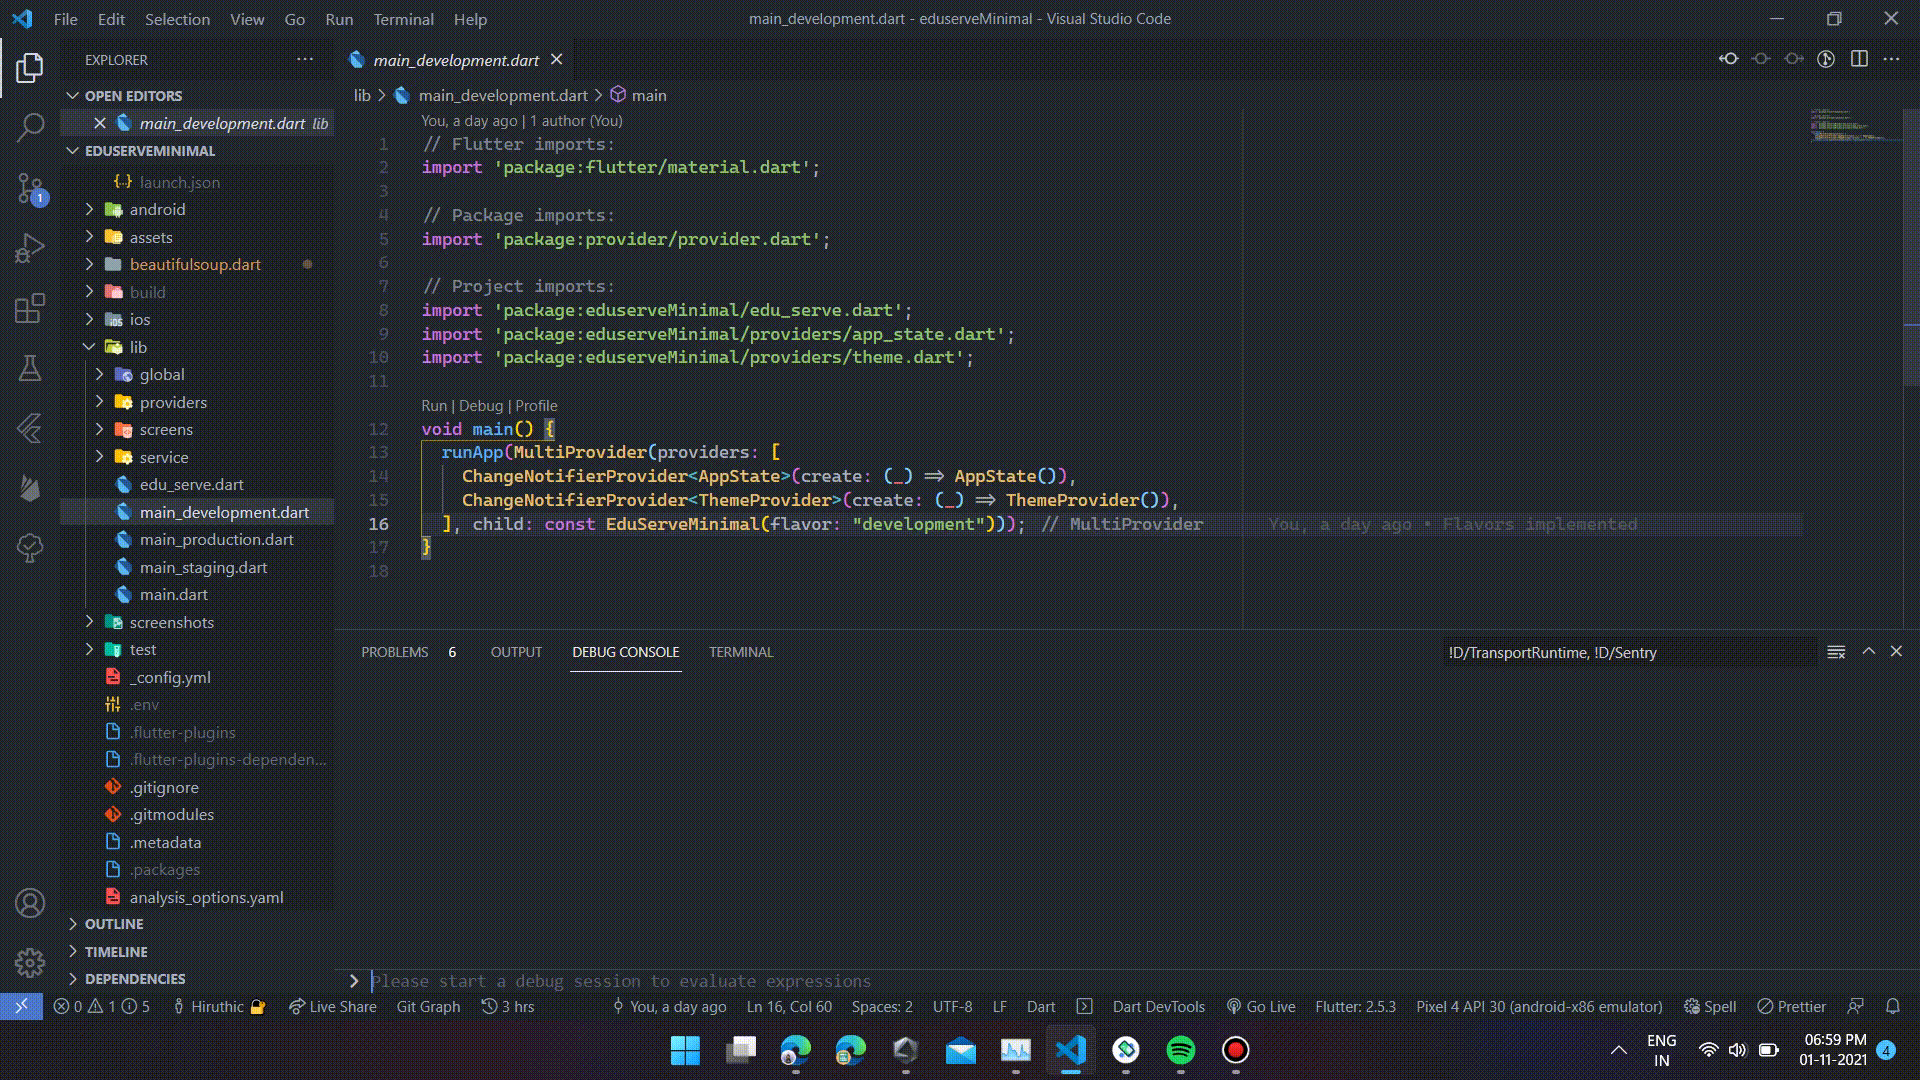 File Edit Selection View Go Run Terminal Help
main_development.dart - eduserveMinimal - Visual Studio Code
EXPLORER
OPEN EDITORS
main_development.dart lib
EDUSERVEMINIMAL
launch.json
android
assets
beautifulsoup.dart
build
ios
lib
global
providers
screens
service
edu_serve.dart
main_development.dart
main_production.dart
main_staging.dart
main.dart
screenshots
test
_config.yml
.env
.flutter-plugins
.flutter-plugins-dependen...
.gitignore
.gitmodules
.metadata
.packages
analysis_options.yaml
OUTLINE
TIMELINE
DEPENDENCIES
1
main_development.dart
lib > main_development.dart > main
You, a day ago | 1 author (You)
1 // Flutter imports:
2 import 'package:flutter/material.dart';
3
4 // Package imports:
5 import 'package:provider/provider.dart';
6
7 // Project imports:
8 import 'package:eduserveMinimal/edu_serve.dart';
9 import 'package:eduserveMinimal/providers/app_state.dart';
10 import 'package:eduserveMinimal/providers/theme.dart';
11
Run | Debug | Profile
12 void main() {
13 runApp(MultiProvider(providers: [
14 ChangeNotifierProvider<AppState>(create: (_) => AppState()),
15 ChangeNotifierProvider<ThemeProvider>(create: (_) => ThemeProvider()),
16 ], child: const EduServeMinimal(flavor: "development"))); // MultiProvider You, a day ago • Flavors implemented
17 }
18
PROBLEMS 6 OUTPUT DEBUG CONSOLE TERMINAL
!D/TransportRuntime, !D/Sentry
> Please start a debug session to evaluate expressions
0 1 5 Hiruthic Live Share Git Graph 3 hrs You, a day ago Ln 16, Col 60 Spaces: 2 UTF-8 LF Dart Dart DevTools Go Live Flutter: 2.5.3 Pixel 4 API 30 (android-x86 emulator) Spell Prettier
ENG
IN
06:59 PM
01-11-2021
4